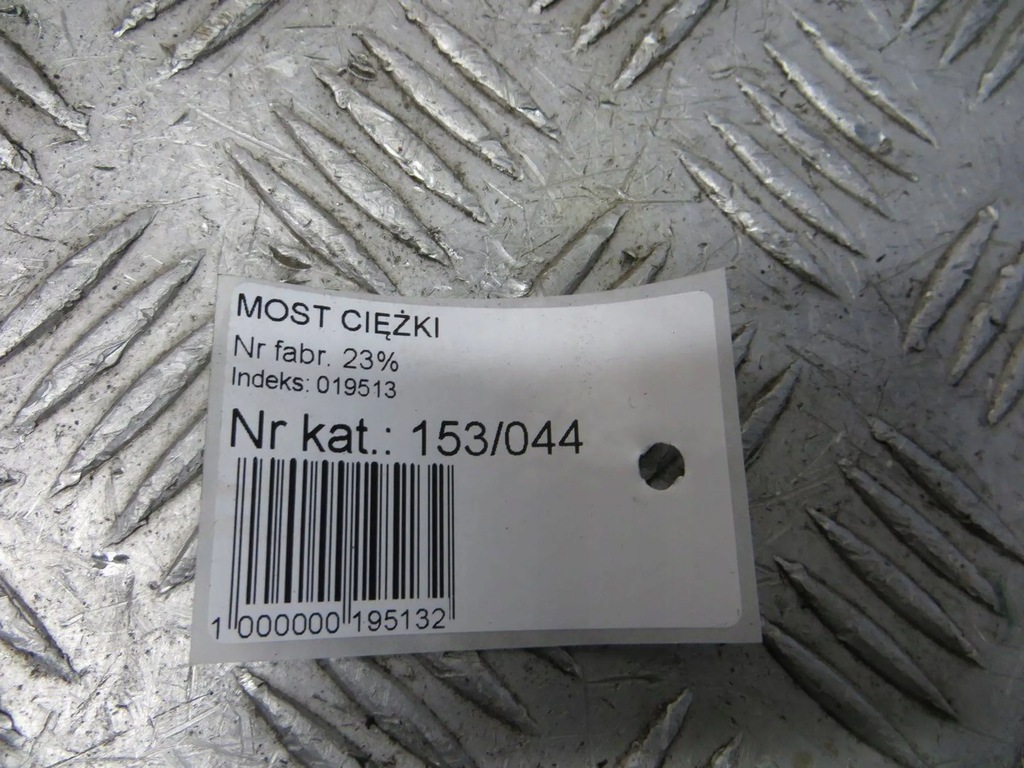 MOST CIĘŻKI
Nr fabr. 23%
Indeks: 019513
Nr kat.: 153/044
1 000000 195132